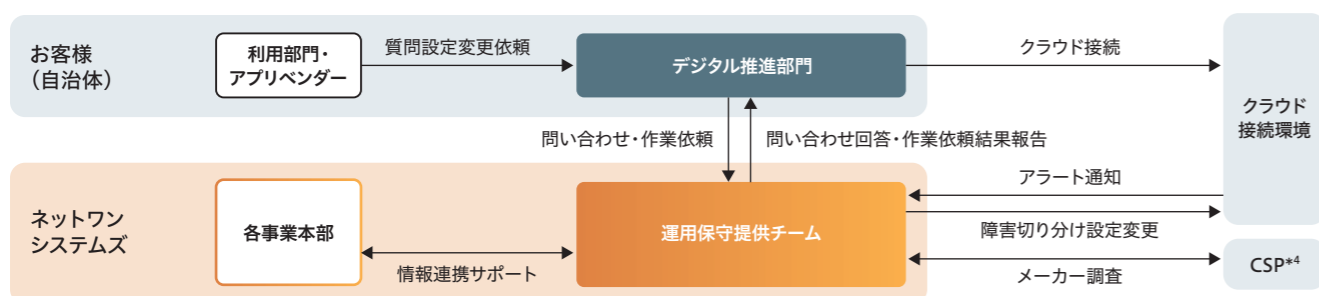 お客様
（自治体）
利用部門・
アプリベンダー
質問設定変更依頼
デジタル推進部門
クラウド接続
クラウド
接続環境
問い合わせ・作業依頼
問い合わせ回答・作業依頼結果報告
ネットワン
システムズ
各事業本部
情報連携サポート
運用保守提供チーム
アラート通知
障害切り分け設定変更
メーカー調査
CSP*4